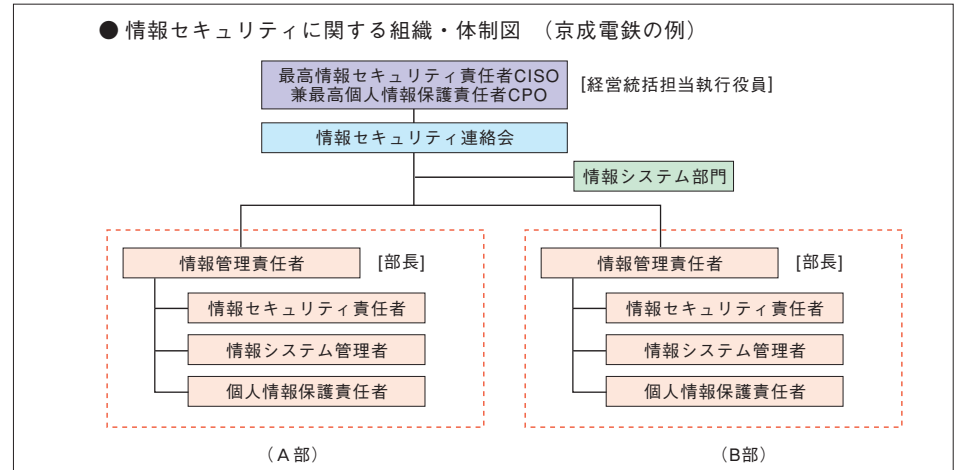 ● 情報セキュリティに関する組織・体制図 （京成電鉄の例）
最高情報セキュリティ責任者CISO
兼最高個人情報保護責任者CPO
[経営統括担当執行役員]
情報セキュリティ連絡会
情報システム部門
情報管理責任者 [部長]
情報セキュリティ責任者
情報システム管理者
個人情報保護責任者
（A部）
情報管理責任者 [部長]
情報セキュリティ責任者
情報システム管理者
個人情報保護責任者
（B部）